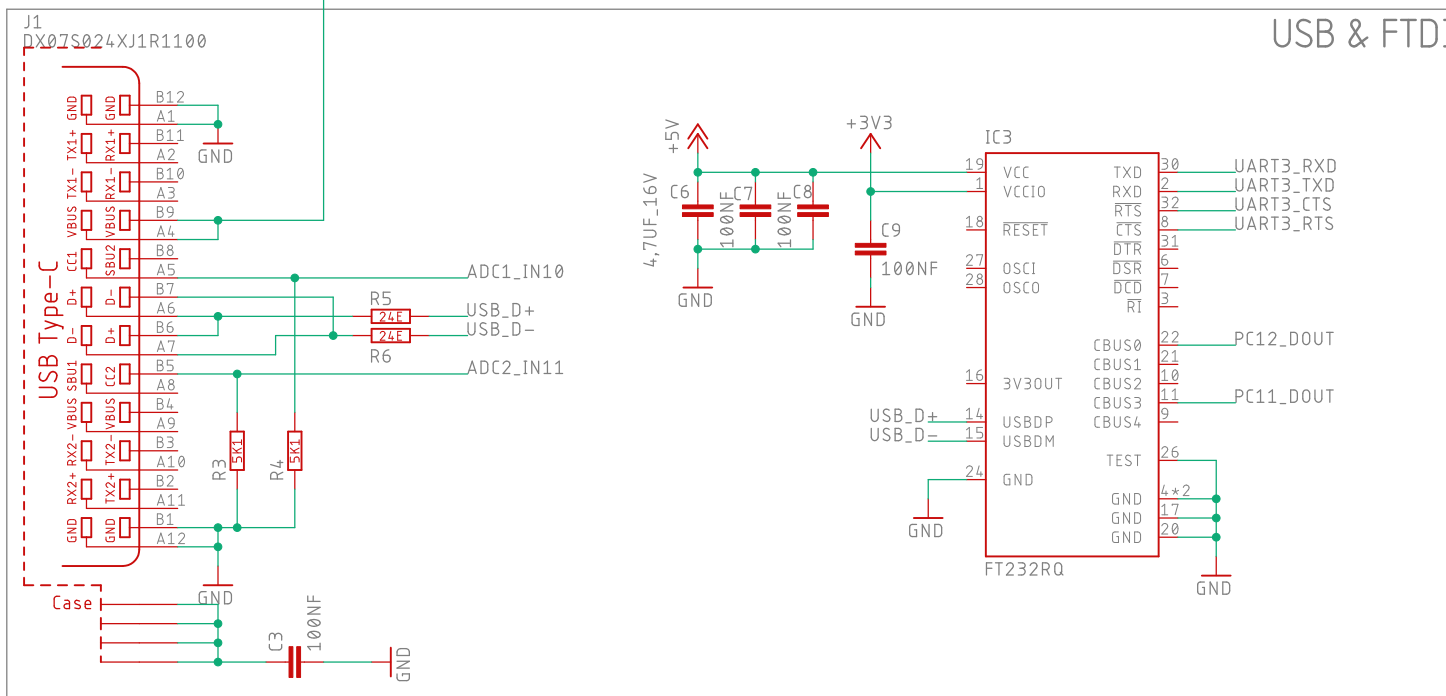 USB & FTDI
J1
DX07S024XJ1R1100
USB Type-C
GND GND B12
A1
TX1+ RX1+ B11
A2
TX1- RX1- B10
A3
VBUS B9
A4
CC1 SBU2 B8
A5
D+ D- B7
A6
D- D+ B6
A7
SBU1 CC2 B5
A8
VBUS B4
A9
RX2- TX2- B3
A10
RX2+ TX2+ B2
A11
GND GND B1
A12
Case
GND
ADC1_IN10
R5
24E
USB_D+
24E
USB_D-
R6
ADC2_IN11
R3
5K1
R4
5K1
GND
C3
100NF
GND
+5V
+3V3
C6
4,7UF_16V
C7
100NF
C8
100NF
C9
100NF
GND
GND
IC3
19 VCC
1 VCCIO
18 RESET
27 OSCI
28 OSCO
16 3V3OUT
USB_D+ 14 USBDP
USB_D- 15 USBDM
24 GND
GND
TXD 30 UART3_RXD
RXD 2 UART3_TXD
RTS 32 UART3_CTS
CTS 8 UART3_RTS
DTR 31
DSR 6
DCD 7
RI 3
CBUS0 22 PC12_DOUT
CBUS1 21
CBUS2 10
CBUS3 11 PC11_DOUT
CBUS4 9
TEST 26
GND 4*2
GND 17
GND 20
GND
FT232RQ